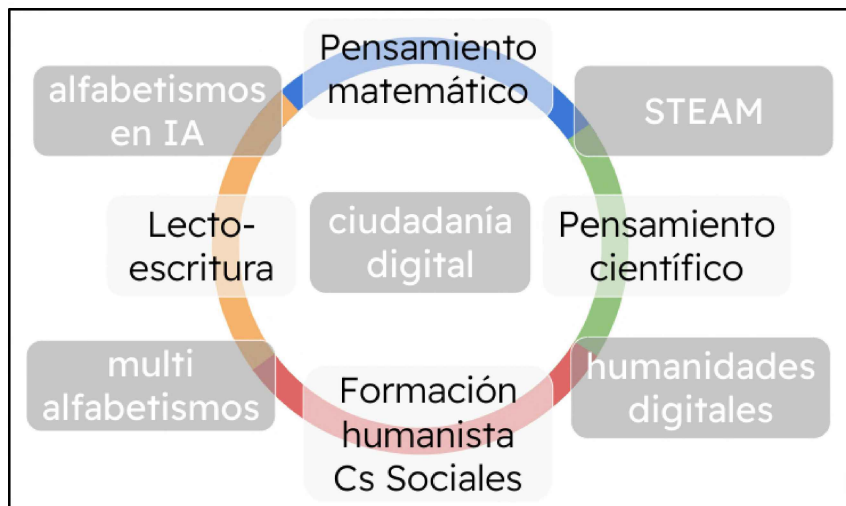 Pensamiento
matemático
alfabetismos
en IA
STEAM
Lecto-
escritura
ciudadanía
digital
Pensamiento
científico
multi
alfabetismos
Formación
humanista
Cs Sociales
humanidades
digitales